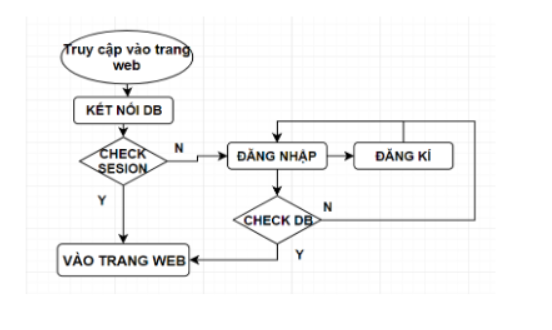 Truy cập vào trang
web
KẾT NỐI DB
CHECK
SESION
N
ĐĂNG NHẬP
ĐĂNG KÍ
Y
CHECK DB
N
Y
VÀO TRANG WEB